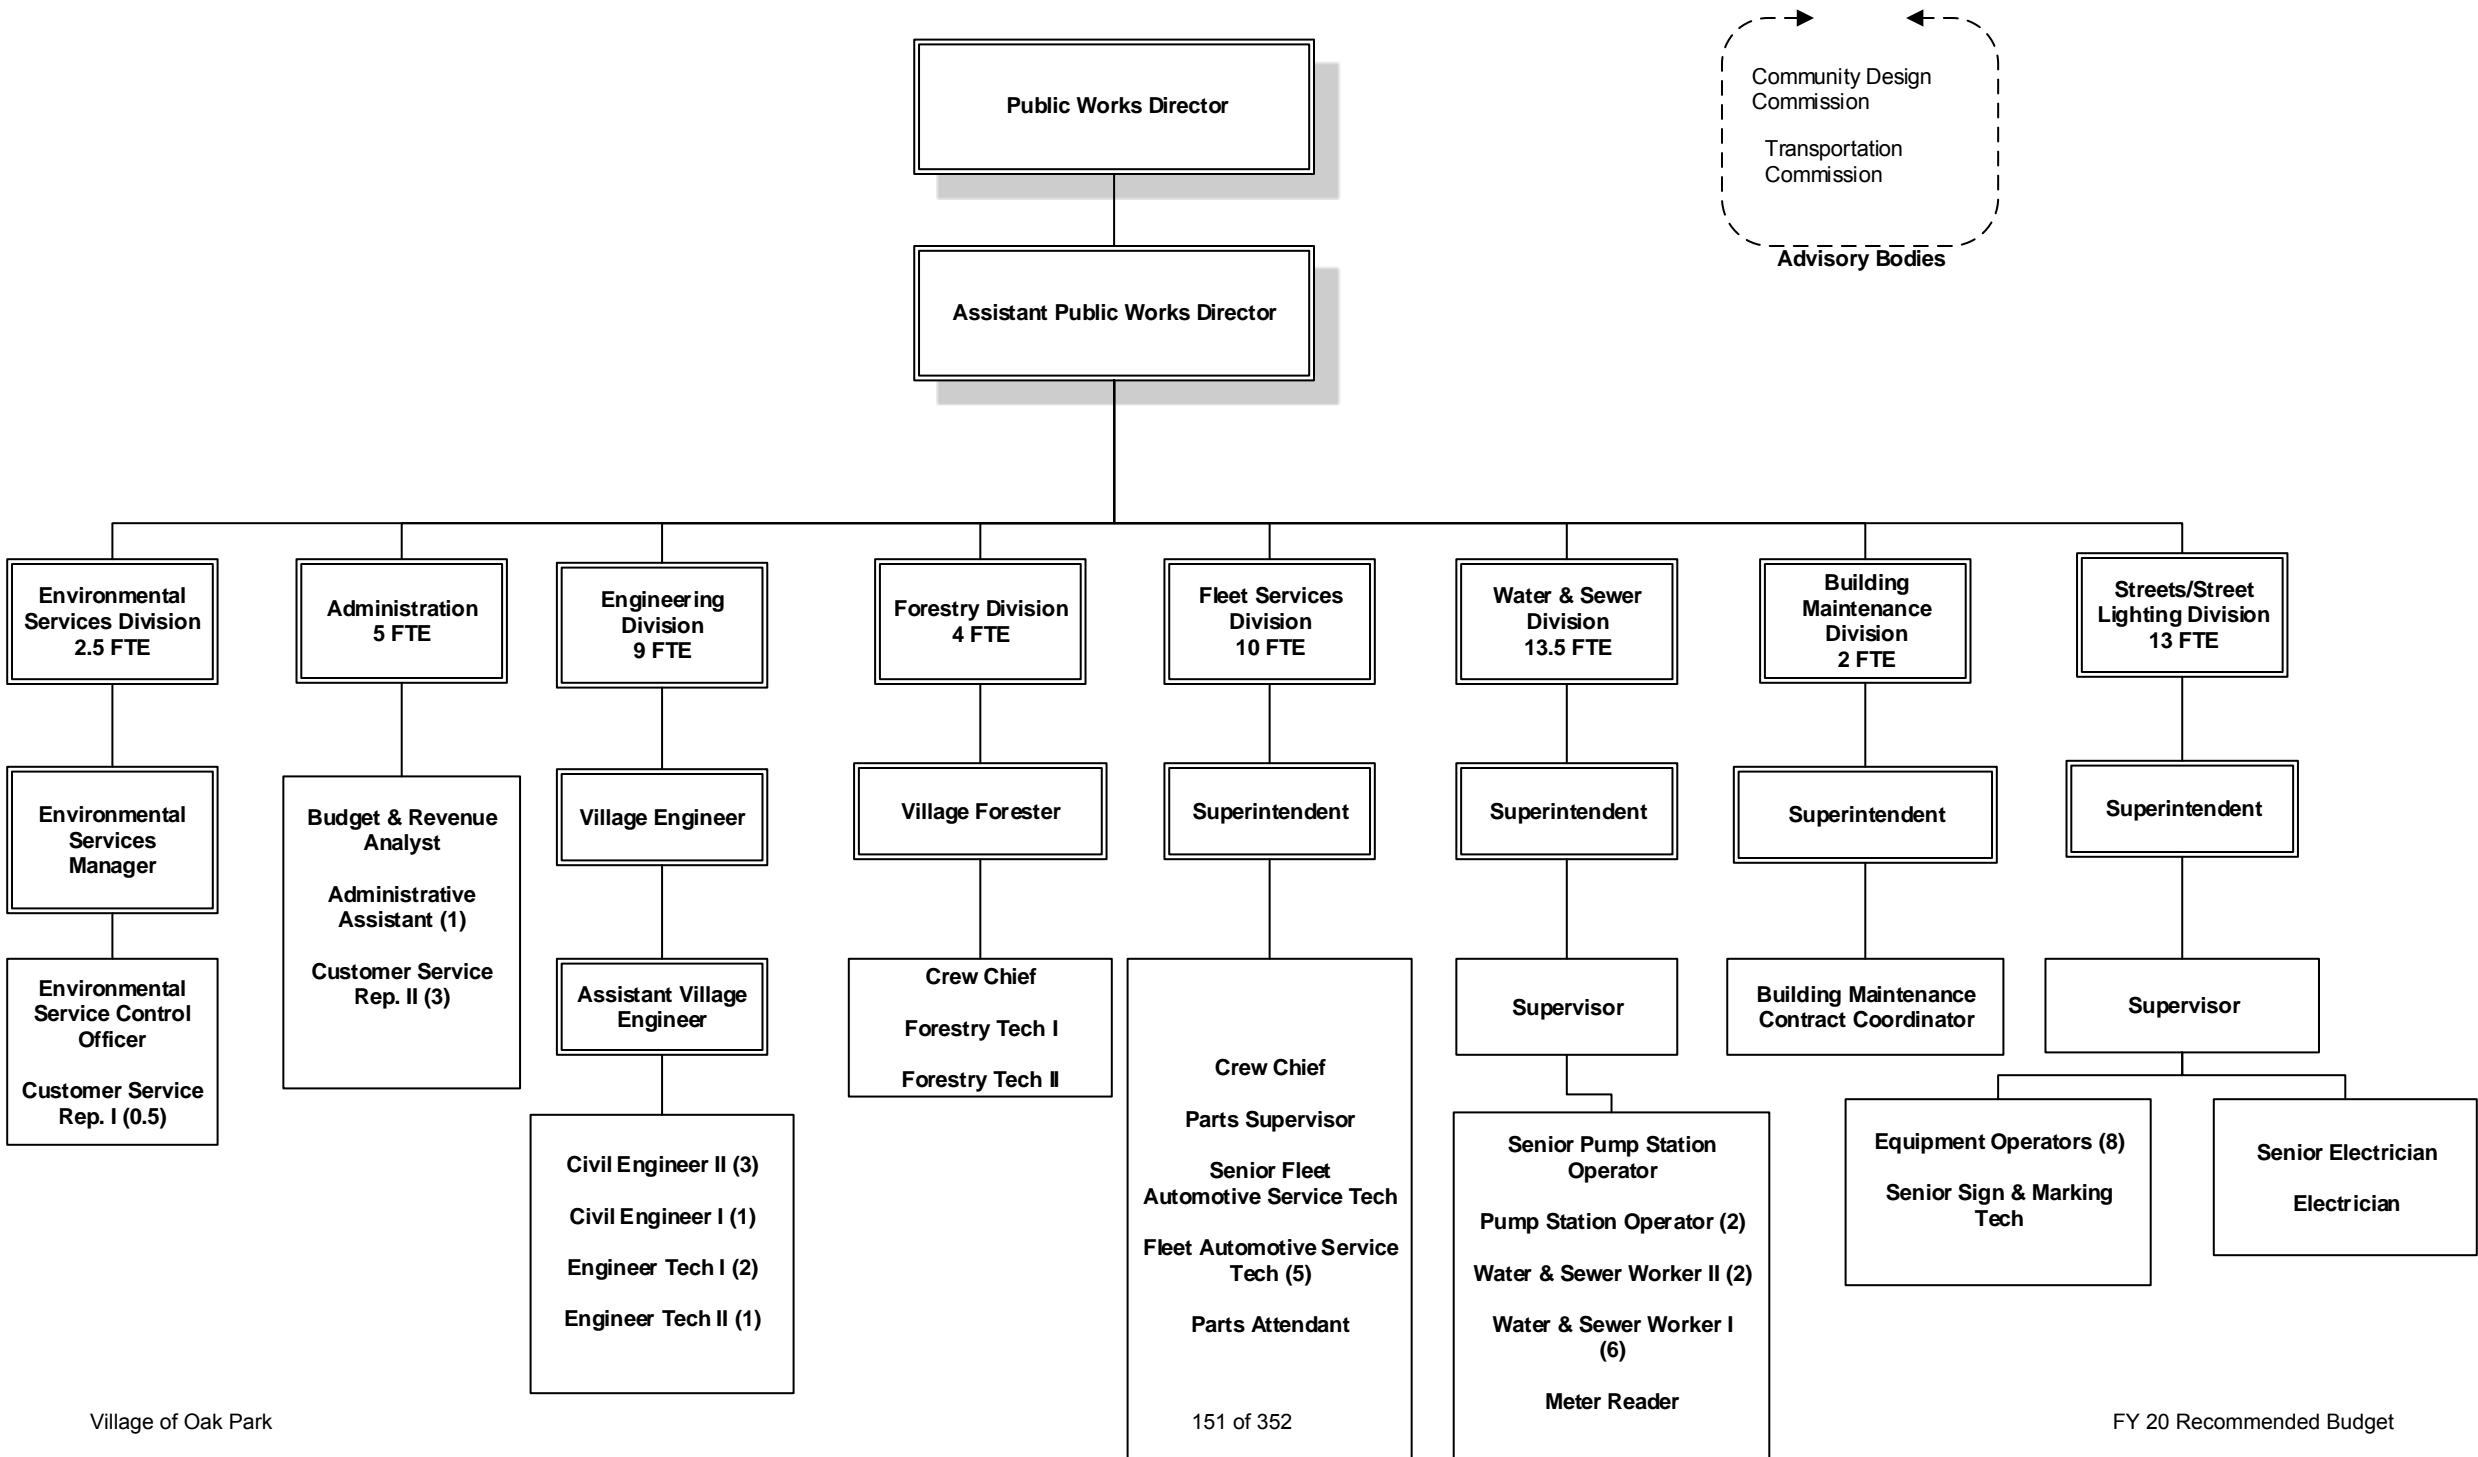 Public Works Director
Community Design
Commission
Transportation
Commission
Advisory Bodies
Assistant Public Works Director
Environmental
Services Division
2.5 FTE
Administration
5 FTE
Engineering
Division
9 FTE
Forestry Division
4 FTE
Fleet Services
Division
10 FTE
Water & Sewer
Division
13.5 FTE
Building
Maintenance
Division
2 FTE
Streets/Street
Lighting Division
13 FTE
Environmental
Services
Manager
Budget & Revenue
Analyst
Administrative
Assistant (1)
Customer Service
Rep. II (3)
Village Engineer
Village Forester
Superintendent
Superintendent
Superintendent
Superintendent
Environmental
Service Control
Officer
Customer Service
Rep. I (0.5)
Assistant Village
Engineer
Crew Chief
Forestry Tech I
Forestry Tech II
Crew Chief
Parts Supervisor
Senior Fleet
Automotive Service Tech
Fleet Automotive Service
Tech (5)
Parts Attendant
Supervisor
Building Maintenance
Contract Coordinator
Supervisor
Civil Engineer II (3)
Civil Engineer I (1)
Engineer Tech I (2)
Engineer Tech II (1)
Senior Pump Station
Operator
Pump Station Operator (2)
Water & Sewer Worker II (2)
Water & Sewer Worker I
(6)
Meter Reader
Equipment Operators (8)
Senior Sign & Marking
Tech
Senior Electrician
Electrician
Village of Oak Park
151 of 352
FY 20 Recommended Budget